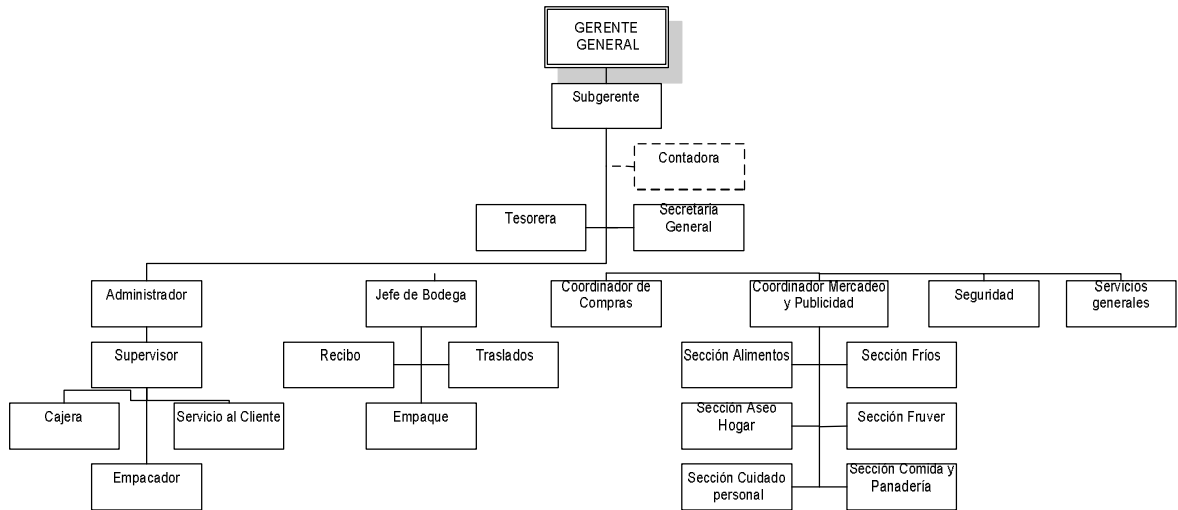 GERENTE
GENERAL
Subgerente
Contadora
Tesorera
Secretaria
General
Administrador
Jefe de Bodega
Coordinador de
Compras
Coordinador Mercadeo
y Publicidad
Seguridad
Servicios
generales
Supervisor
Recibo
Traslados
Sección Alimentos
Sección Fríos
Cajera
Servicio al Cliente
Empaque
Sección Aseo
Hogar
Sección Fruver
Empacador
Sección Cuidado
personal
Sección Comida y
Panadería